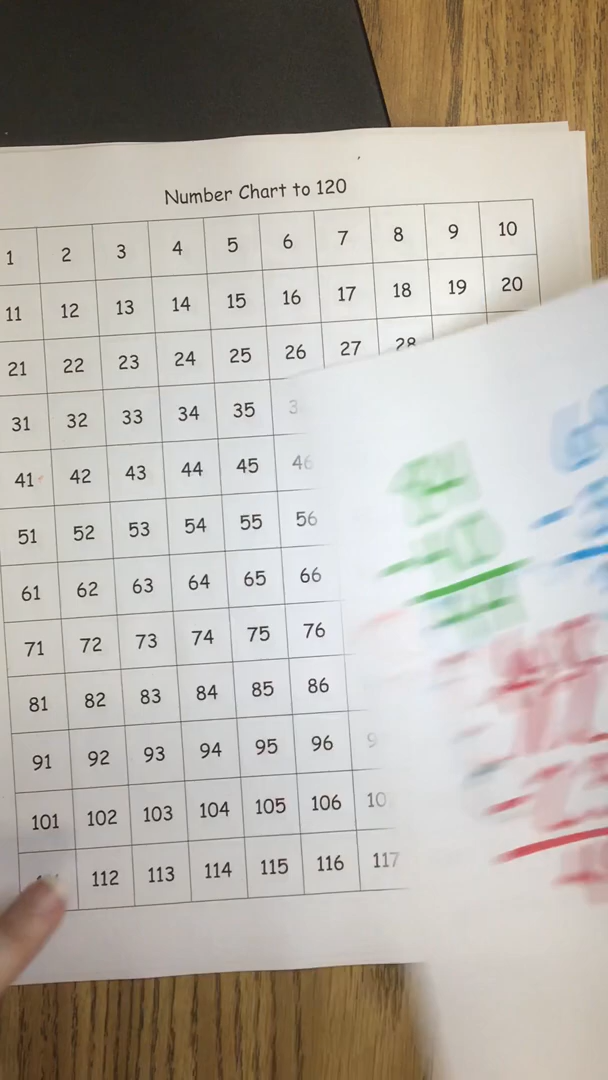 Number Chart to 120
1 2 3 4 5 6 7 8 9 10
11 12 13 14 15 16 17 18 19 20
21 22 23 24 25 26 27 28
31 32 33 34 35
41 42 43 44 45 46
51 52 53 54 55 56
61 62 63 64 65 66
71 72 73 74 75 76
81 82 83 84 85 86
91 92 93 94 95 96
101 102 103 104 105 106
112 113 114 115 116 117